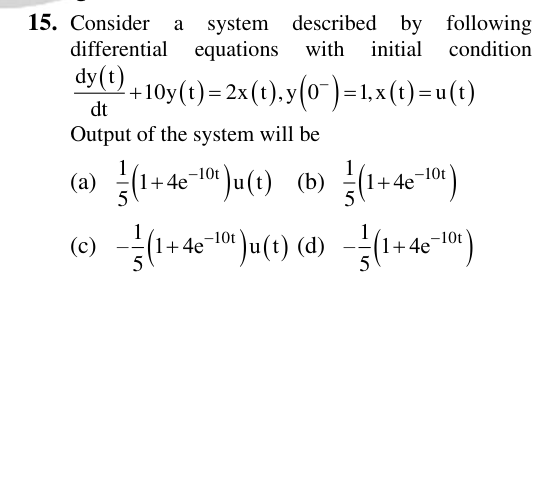 15. Consider a system described by following
differential equations with initial condition
dy(t)/dt +10y(t)=2x(t),y(0⁻)=1,x(t)=u(t)
Output of the system will be
(a) 1/5(1+4e⁻¹⁰ᵗ)u(t) (b) 1/5(1+4e⁻¹⁰ᵗ)
(c) −1/5(1+4e⁻¹⁰ᵗ)u(t) (d) −1/5(1+4e⁻¹⁰ᵗ)